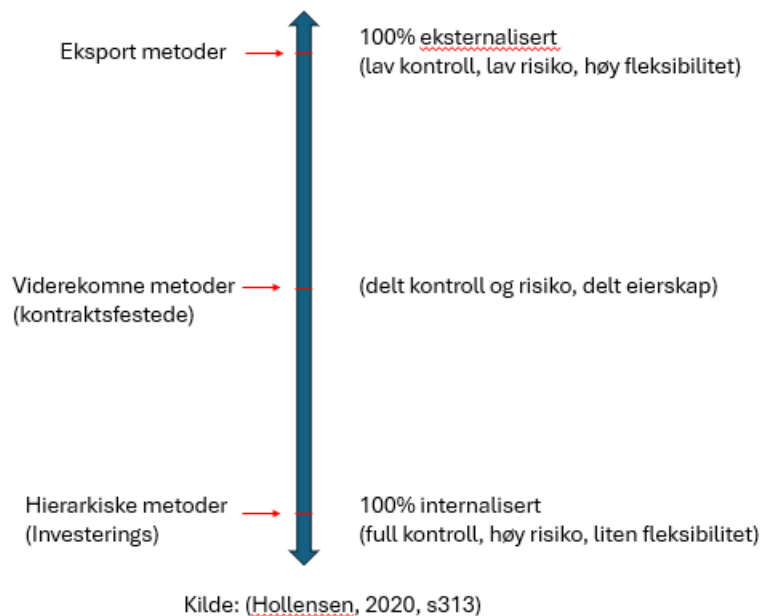 Eksport metoder
100% eksternalisert
(lav kontroll, lav risiko, høy fleksibilitet)
Viderekomne metoder
(kontraktsfestede)
(delt kontroll og risiko, delt eierskap)
Hierarkiske metoder
(Investerings)
100% internalisert
(full kontroll, høy risiko, liten fleksibilitet)
Kilde: (Hollensen, 2020, s313)